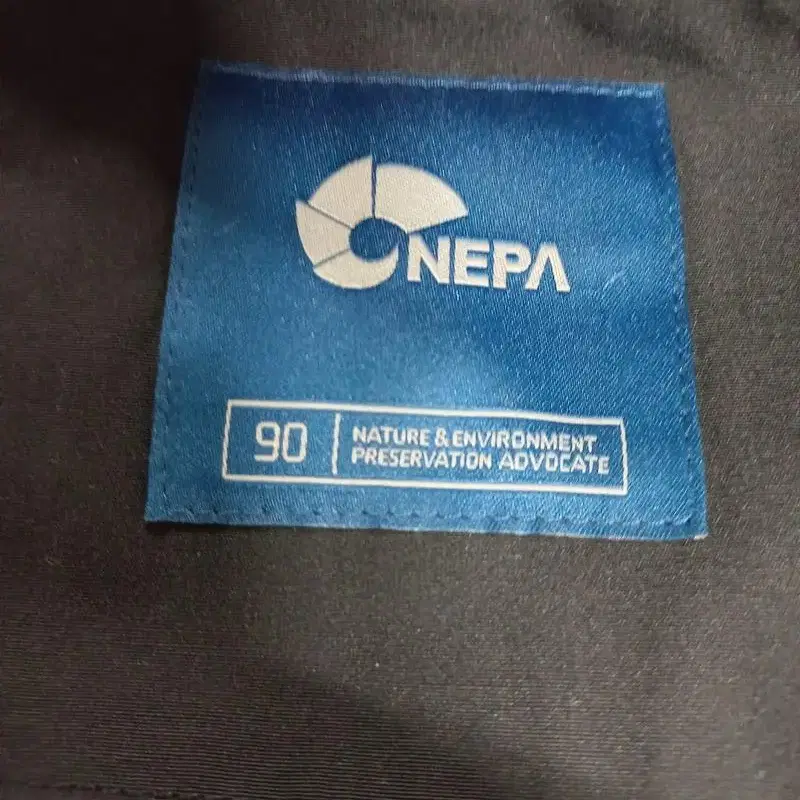 NEPA
90
NATURE & ENVIRONMENT
PRESERVATION ADVOCATE